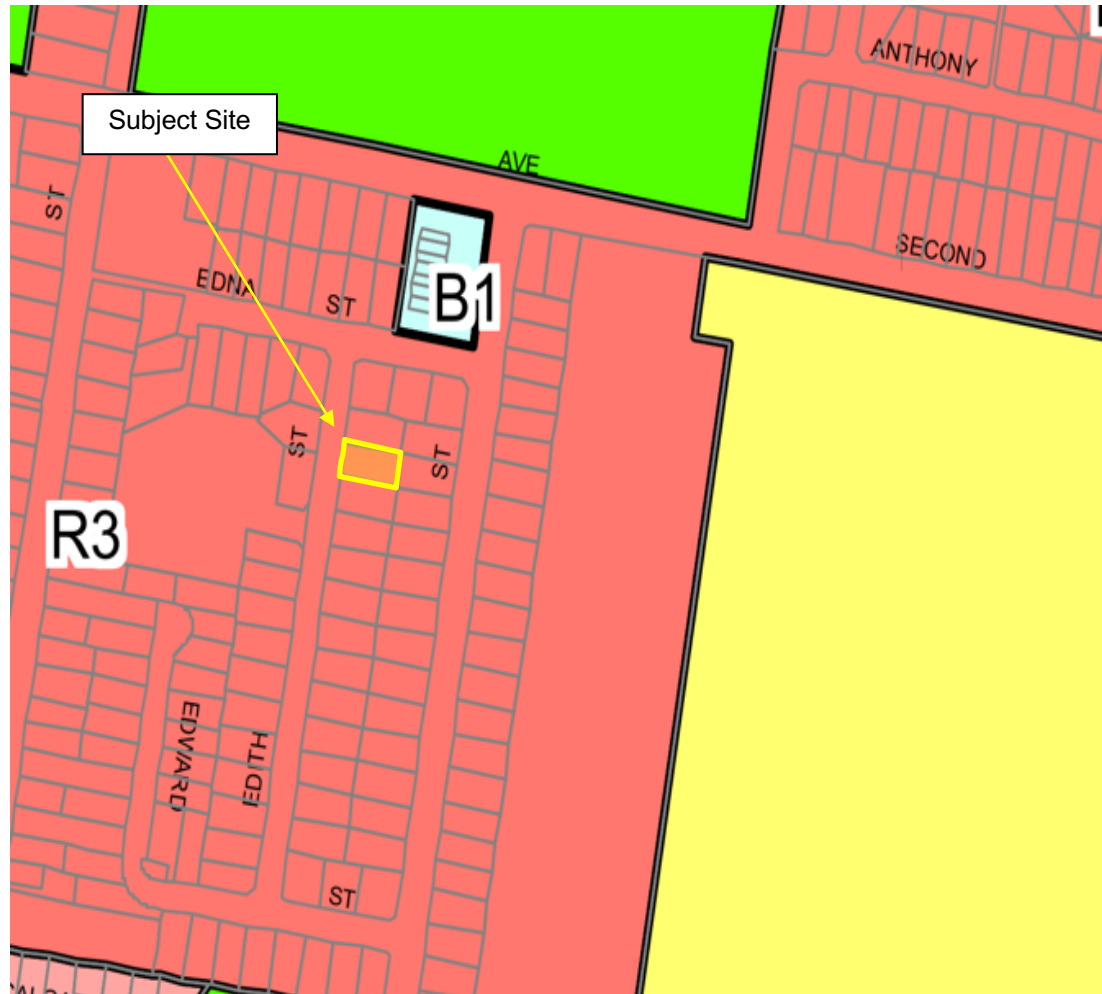 ANTHONY
Subject Site
AVE
ST
SECOND
EDNA
ST
B1
ST
ST
R3
EDWARD
EDITH
ST